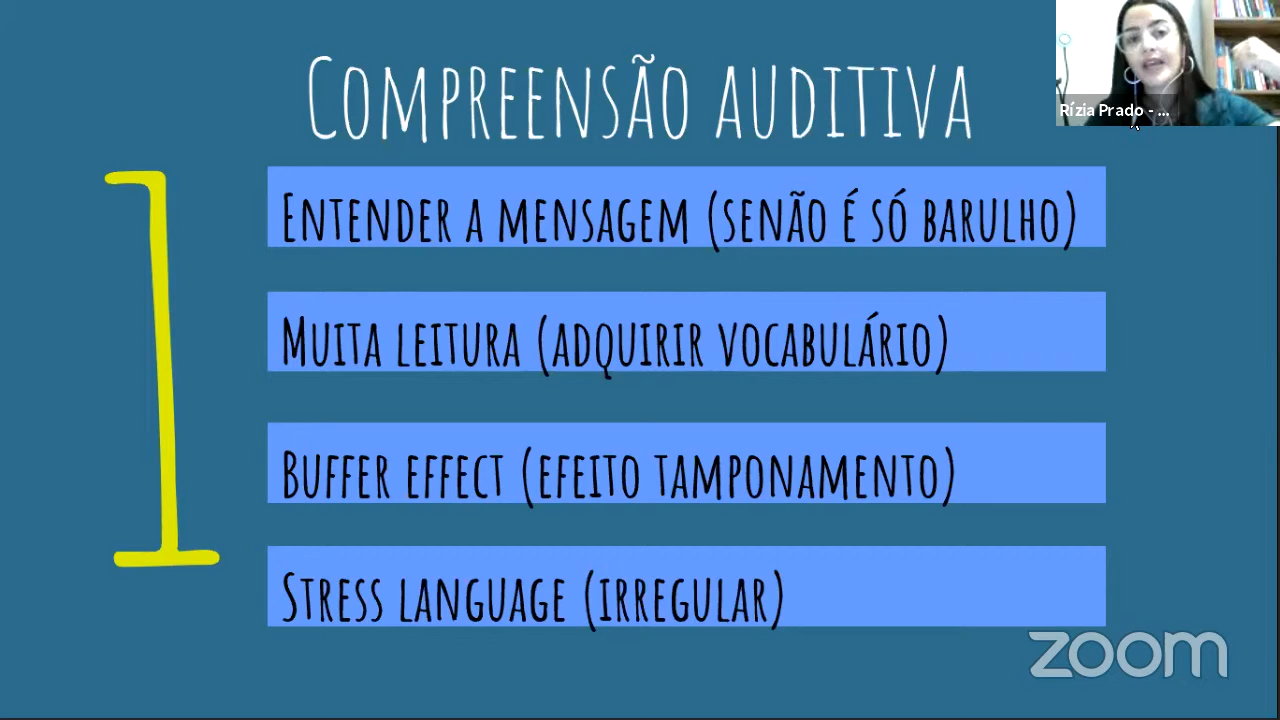 COMPREENSÃO AUDITIVA
Rízia Prado - ...
1
ENTENDER A MENSAGEM (SENÃO É SÓ BARULHO)
MUITA LEITURA (ADQUIRIR VOCABULÁRIO)
BUFFER EFFECT (EFEITO TAMPONAMENTO)
STRESS LANGUAGE (IRREGULAR)
zoom